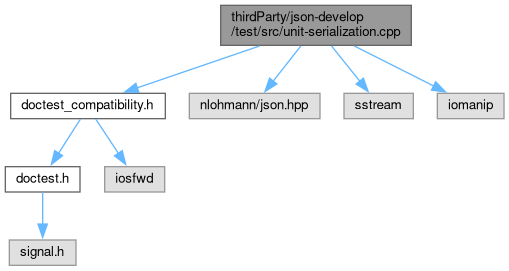 thirdParty/json-develop
/test/src/unit-serialization.cpp
doctest_compatibility.h
nlohmann/json.hpp
sstream
iomanip
doctest.h
iosfwd
signal.h